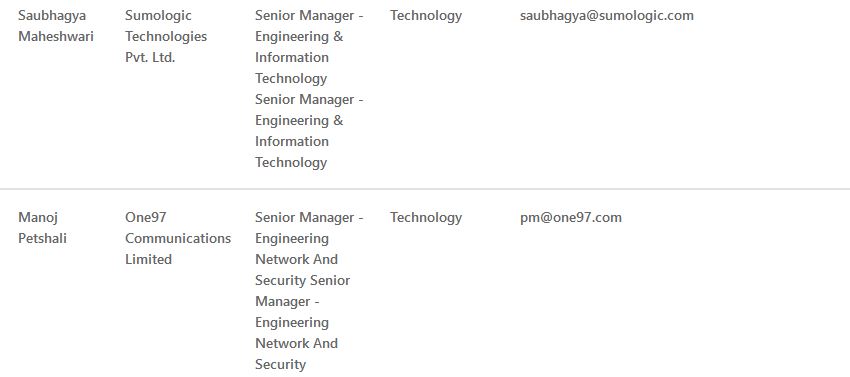 Saubhagya Maheshwari
Sumologic Technologies Pvt. Ltd.
Senior Manager - Engineering & Information Technology Senior Manager - Engineering & Information Technology
Technology
saubhagya@sumologic.com
Manoj Petshali
One97 Communications Limited
Senior Manager - Engineering Network And Security Senior Manager - Engineering Network And Security
Technology
pm@one97.com